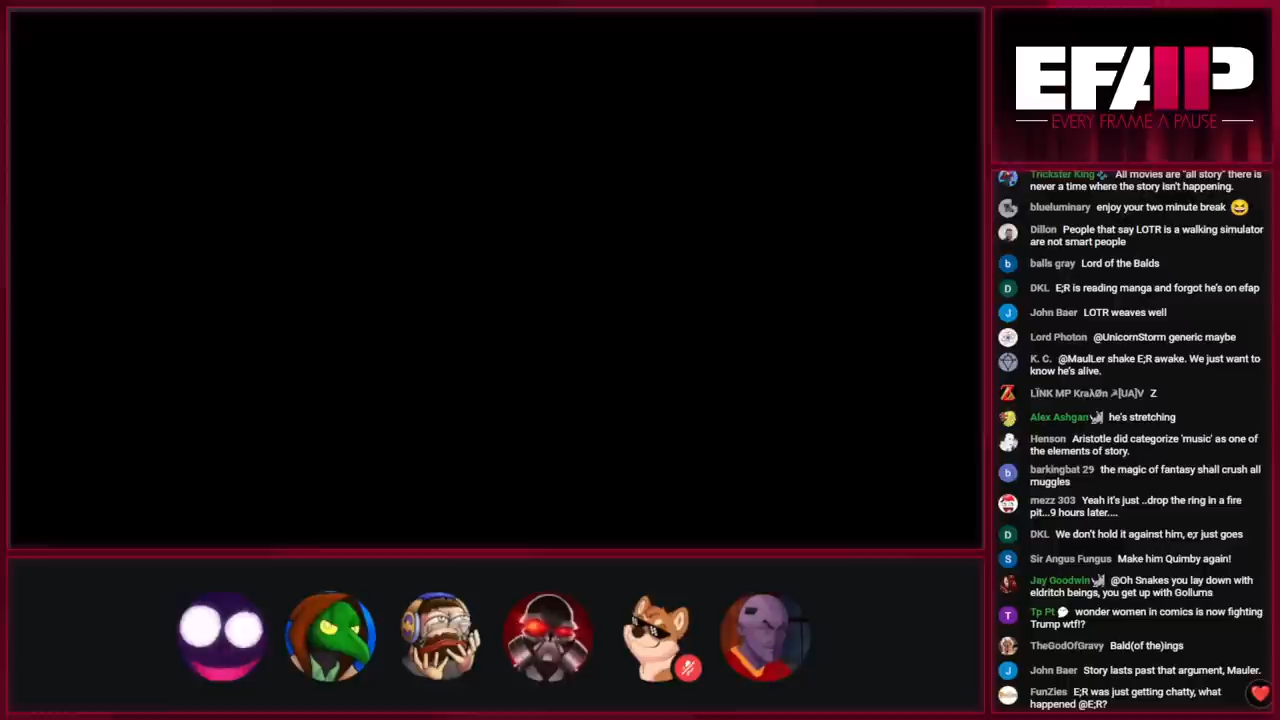 EFAP
EVERY FRAME A PAUSE
Trickster King All movies are "all story" there is
never a time where the story isn't happening.
blueluminary enjoy your two minute break
Dillon People that say LOTR is a walking simulator
are not smart people
b
balls gray Lord of the Balds
D
DKL E;R is reading manga and forgot he's on efap
J
John Baer LOTR weaves well
Lord Photon @UnicornStorm generic maybe
K. C. @MaulLer shake E;R awake. We just want to
know he's alive.
LÏNK MP KraλØn ☭[UA]V Z
Alex Ashgan he's stretching
Henson Aristotle did categorize 'music' as one of
the elements of story.
b
barkingbat 29 the magic of fantasy shall crush all
muggles
mezz 303 Yeah it's just ..drop the ring in a fire
pit...9 hours later....
D
DKL We don't hold it against him, e;r just goes
S
Sir Angus Fungus Make him Quimby again!
Jay Goodwin @Oh Snakes you lay down with
eldritch beings, you get up with Gollums
T
Tp Pt wonder women in comics is now fighting
Trump wtf!?
TheGodOfGravy Bald(of the)ings
J
John Baer Story lasts past that argument, Mauler.
FunZies E;R was just getting chatty, what
happened @E;R?